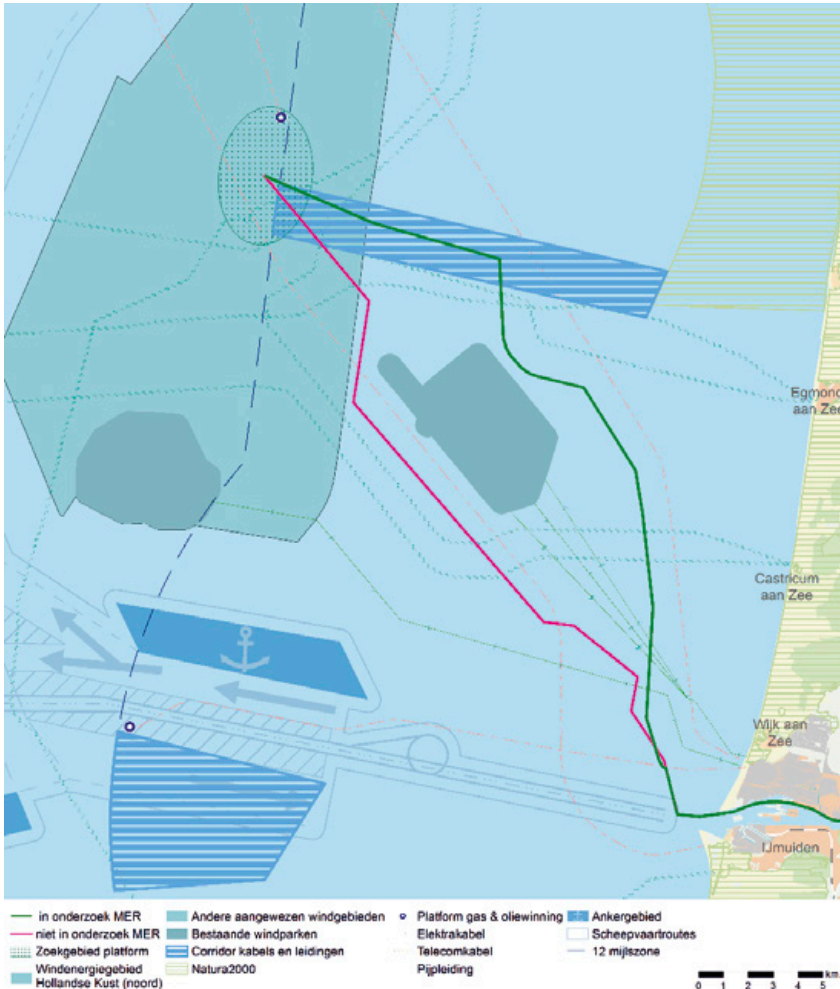 Egmond
aan Zee
Castricum
aan Zee
Wijk aan
Zee
IJmuiden
in onderzoek MER
niet in onderzoek MER
Zoekgebied platform
Windenergiegebied
Hollandse Kust (noord)
Andere aangewezen windgebieden
Bestaande windparken
Corridor kabels en leidingen
Natura2000
Platform gas & oliewinning
Elektrakabel
Telecomkabel
Pijpleiding
Ankergebied
Scheepvaartroutes
12 mijlszone
0 1 2 3 4 5 km